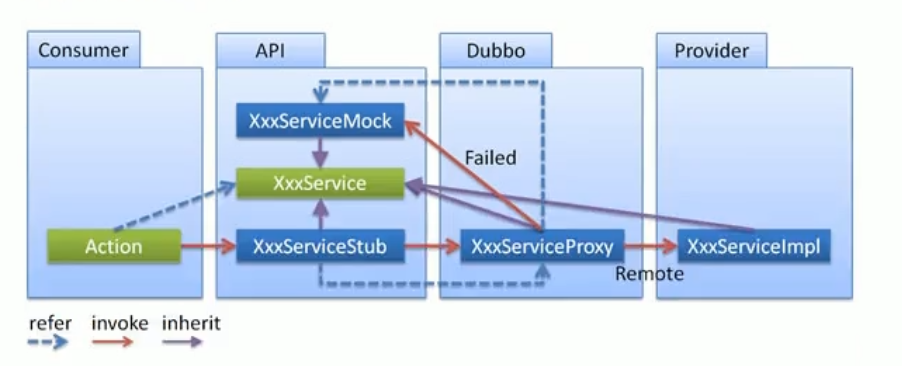 Consumer
API
Dubbo
Provider
XxxServiceMock
Failed
XxxService
Action
XxxServiceStub
XxxServiceProxy
XxxServiceImpl
Remote
refer
invoke
inherit